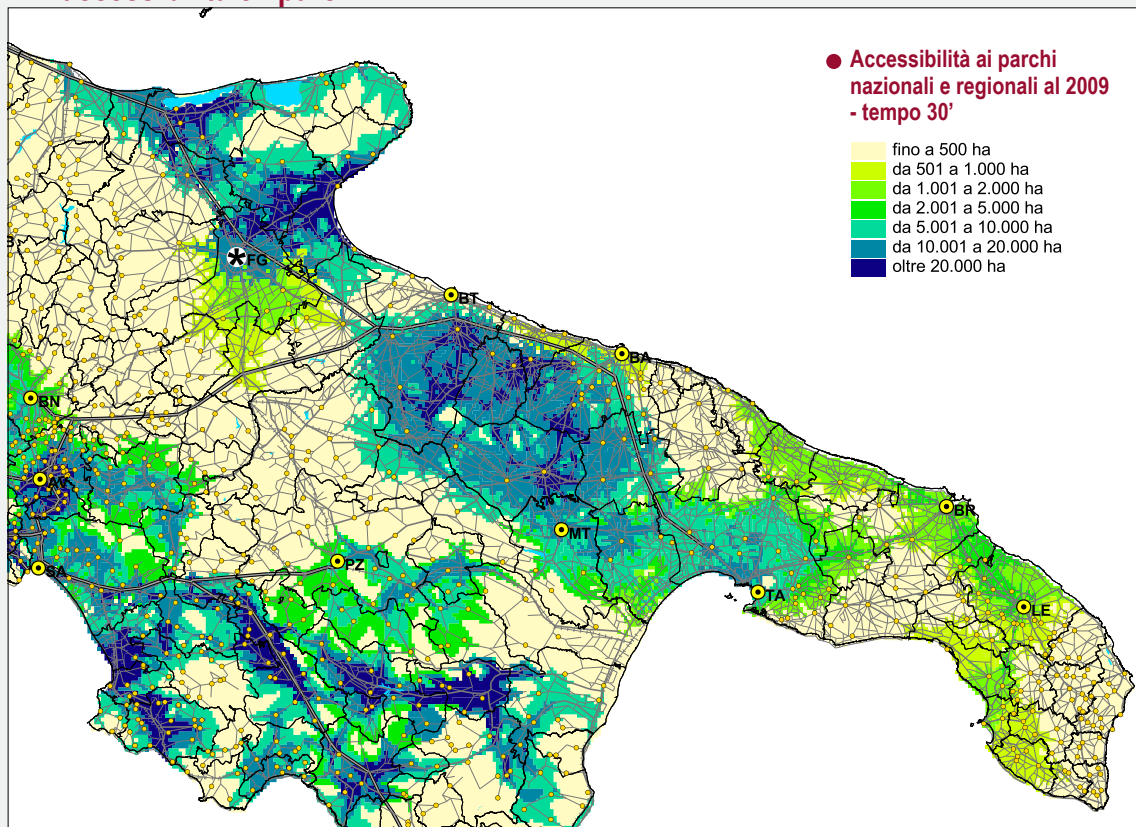 Accessibilità ai parchi
nazionali e regionali al 2009
- tempo 30'
fino a 500 ha
da 501 a 1.000 ha
da 1.001 a 2.000 ha
da 2.001 a 5.000 ha
da 5.001 a 10.000 ha
da 10.001 a 20.000 ha
oltre 20.000 ha
FG
BT
BA
BN
AV
SA
PZ
MT
TA
BR
LE